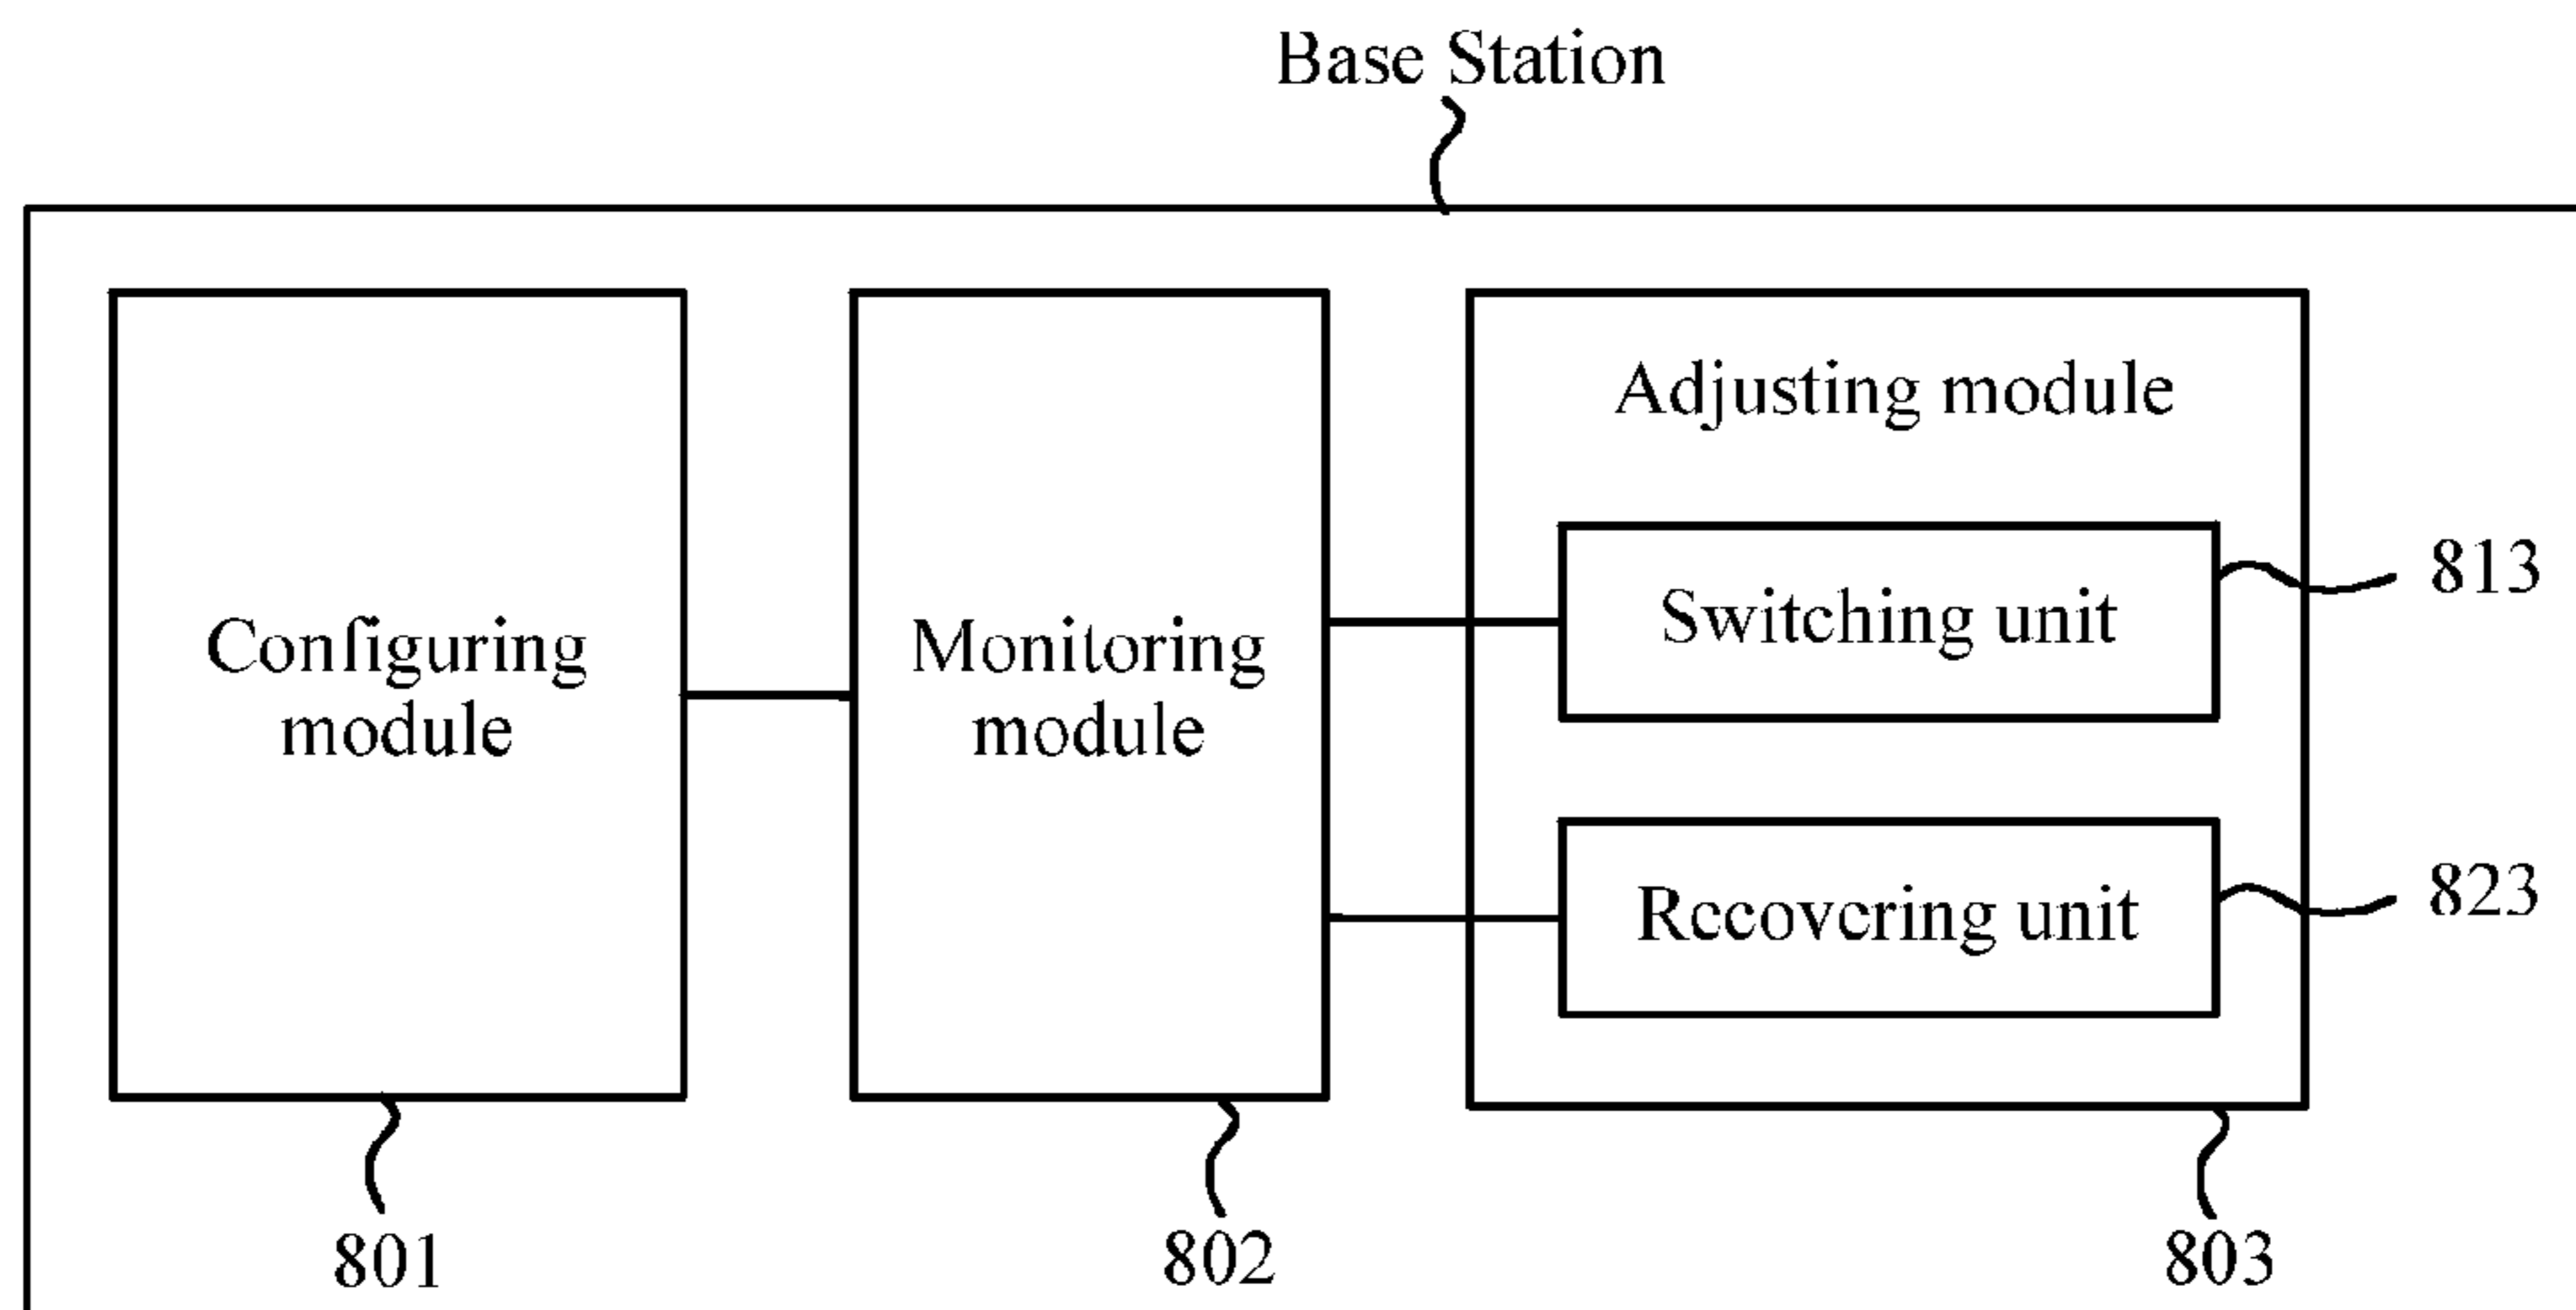 Base Station
Configuring
module
Monitoring
module
Adjusting module
Switching unit
813
Recovering unit
823
801
802
803